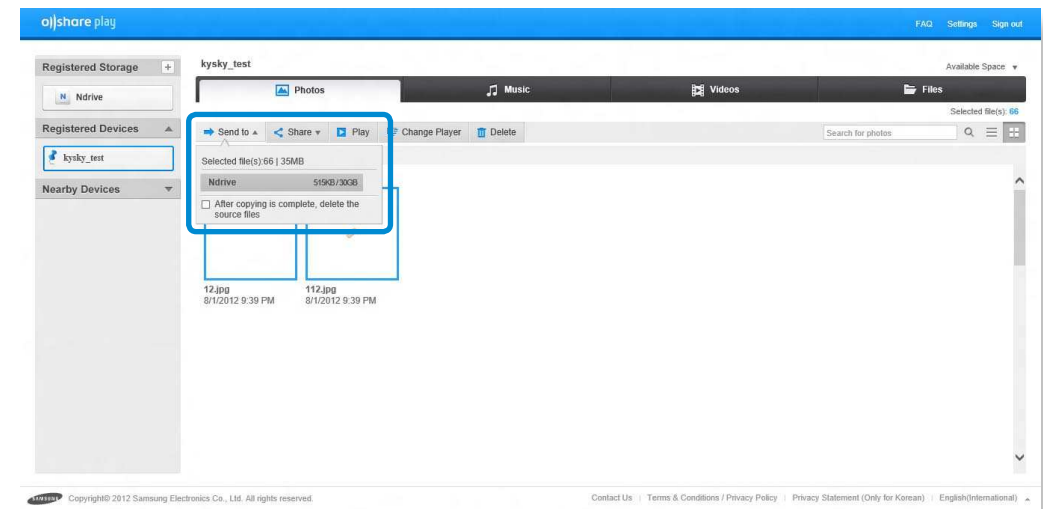 allshare play
FAQ Settings Sign out
Registered Storage +
N Ndrive
Registered Devices
kysky_test
Nearby Devices
kysky_test
Available Space
Photos Music Videos Files
Selected file(s): 66
Send to Share Play Change Player Delete
Search for photos
Selected file(s):66 | 35MB
Ndrive 515KB/30GB
After copying is complete, delete the
source files
12.jpg 112.jpg
8/1/2012 9:39 PM 8/1/2012 9:39 PM
SAMSUNG Copyright© 2012 Samsung Electronics Co., Ltd. All rights reserved.
Contact Us | Terms & Conditions / Privacy Policy | Privacy Statement (Only for Korean) | English(International)